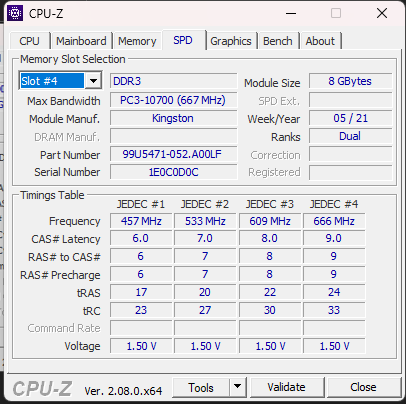 CPU-Z
CPU Mainboard Memory SPD Graphics Bench About
Memory Slot Selection
Slot #4 DDR3 Module Size 8 GBytes
Max Bandwidth PC3-10700 (667 MHz) SPD Ext.
Module Manuf. Kingston Week/Year 05 / 21
DRAM Manuf. Ranks Dual
Part Number 99U5471-052.A00LF Correction
Serial Number 1E0C0D0C Registered
Timings Table
JEDEC #1 JEDEC #2 JEDEC #3 JEDEC #4
Frequency 457 MHz 533 MHz 609 MHz 666 MHz
CAS# Latency 6.0 7.0 8.0 9.0
RAS# to CAS# 6 7 8 9
RAS# Precharge 6 7 8 9
tRAS 17 20 22 24
tRC 23 27 30 33
Command Rate
Voltage 1.50 V 1.50 V 1.50 V 1.50 V
CPU-Z Ver. 2.08.0.x64 Tools Validate Close